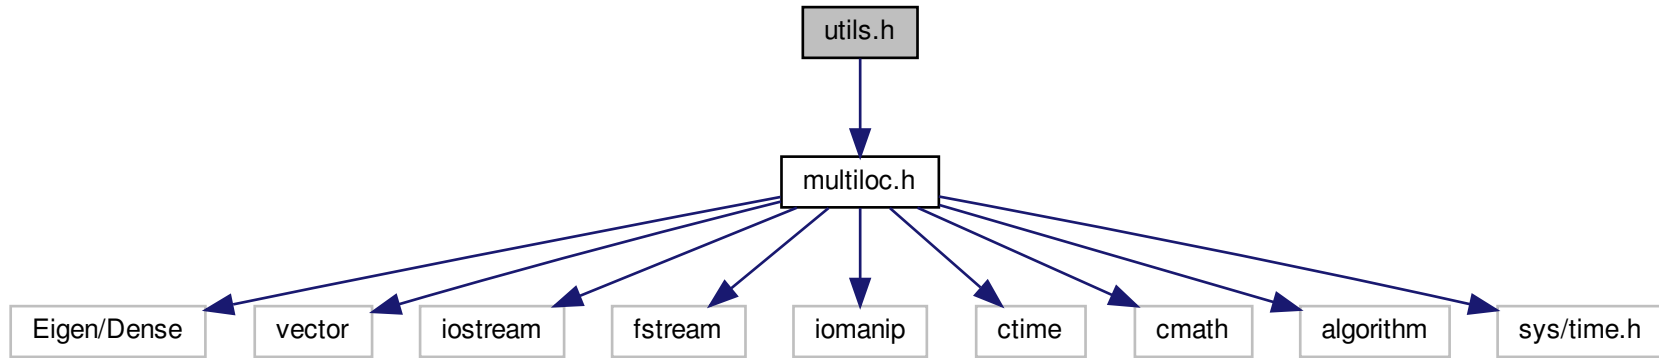 utils.h
multiloc.h
Eigen/Dense
vector
iostream
fstream
iomanip
ctime
cmath
algorithm
sys/time.h